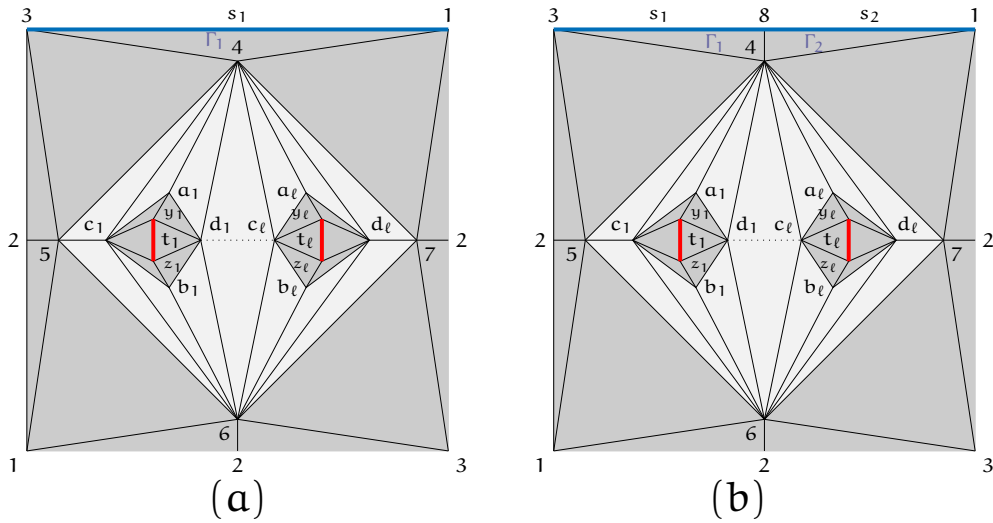 s₁
3 1
Γ₁
4
a₁ aℓ
y₁ yℓ
c₁ d₁ cℓ dℓ
2 t₁ tℓ 2
5 7
z₁ zℓ
b₁ bℓ
6
1 2 3
(a)
s₁ s₂
3 8 1
Γ₁ Γ₂
4
a₁ aℓ
y₁ yℓ
c₁ d₁ cℓ dℓ
2 t₁ tℓ 2
5 7
z₁ zℓ
b₁ bℓ
6
1 2 3
(b)